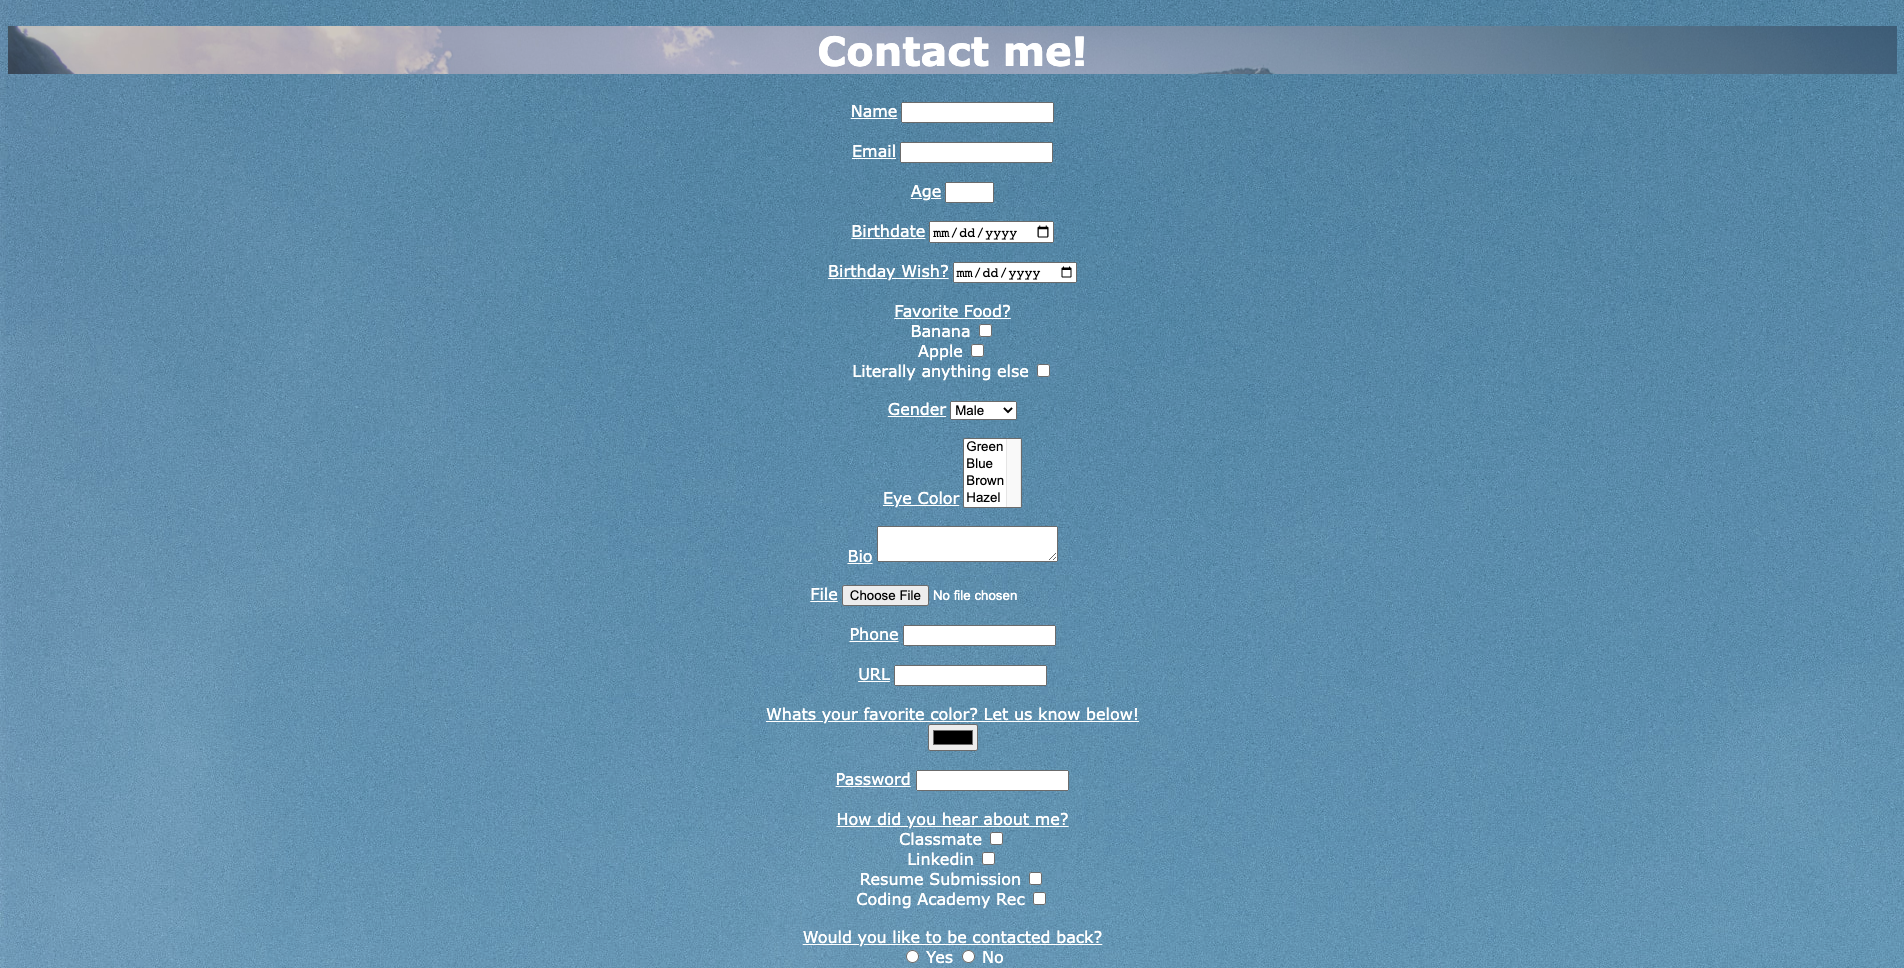 Contact me!
Name
Email
Age
Birthdate mm/dd/yyyy
Birthday Wish? mm/dd/yyyy
Favorite Food?
Banana
Apple
Literally anything else
Gender Male
Green
Blue
Brown
Eye Color Hazel
Bio
File Choose File No file chosen
Phone
URL
Whats your favorite color? Let us know below!
Password
How did you hear about me?
Classmate
Linkedin
Resume Submission
Coding Academy Rec
Would you like to be contacted back?
Yes No